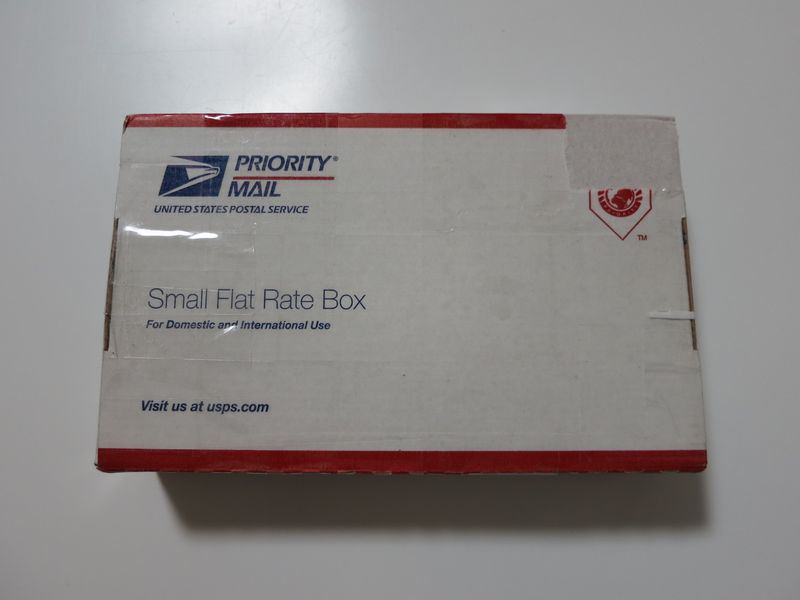 PRIORITY®
MAIL
UNITED STATES POSTAL SERVICE
TM
Small Flat Rate Box
For Domestic and International Use
Visit us at usps.com